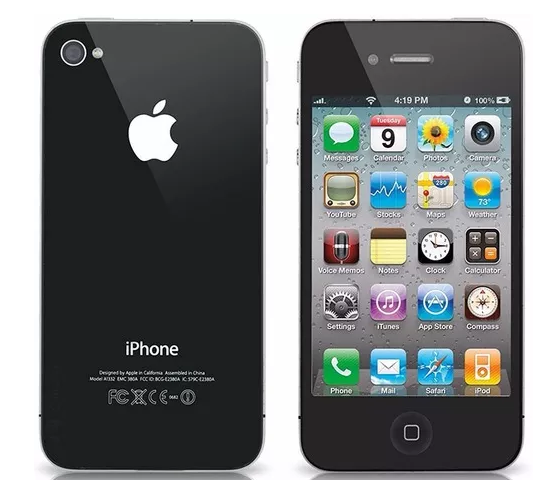 iPhone
Designed by Apple in California Assembled in China
Model A1332 EMC 380A FCC ID: BCG-E2380A IC: 579C-E2380A
FC CE 0682
4:19 PM 100%
Messages Tuesday 9 Calendar Photos Camera
YouTube Stocks 280 Maps 73° Weather
Voice Memos Notes Clock Calculator
Settings iTunes App Store Compass
Phone Mail Safari iPod